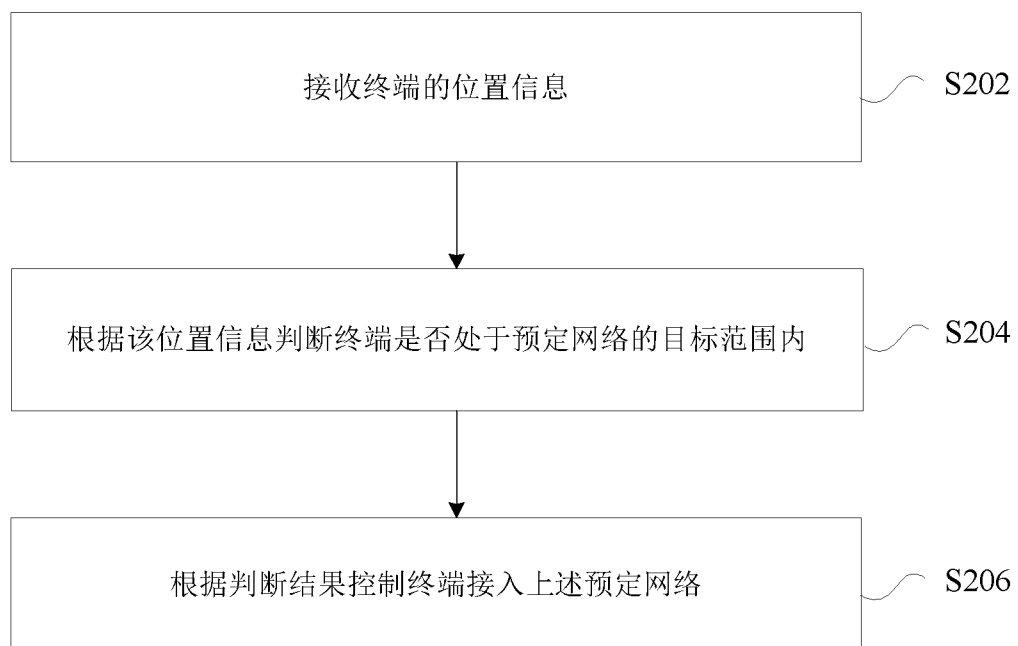 接收终端的位置信息
S202
根据该位置信息判断终端是否处于预定网络的目标范围内
S204
根据判断结果控制终端接入上述预定网络
S206